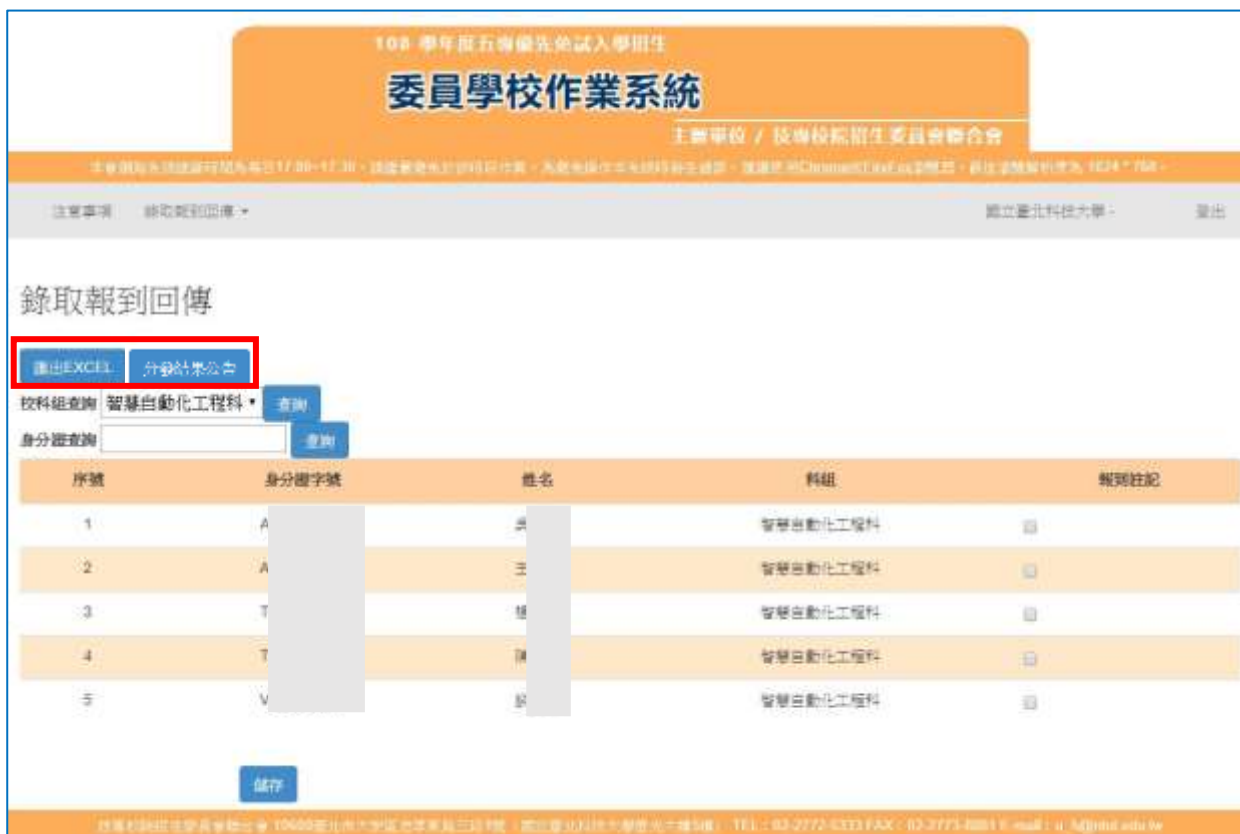 108 學年度五專優先免試入學招生
委員學校作業系統
主辦單位 / 技專校院招生委員會聯合會
注意事項 錄取報到回傳 國立臺北科技大學 登出
錄取報到回傳
匯出EXCEL 分發結果公告
校科組查詢 智慧自動化工程科 查詢
身分證查詢 查詢
序號 身分證字號 姓名 科組 報到註記
1 A 智慧自動化工程科
2 A 王 智慧自動化工程科
3 T 智慧自動化工程科
4 T 陳 智慧自動化工程科
5 V 智慧自動化工程科
儲存